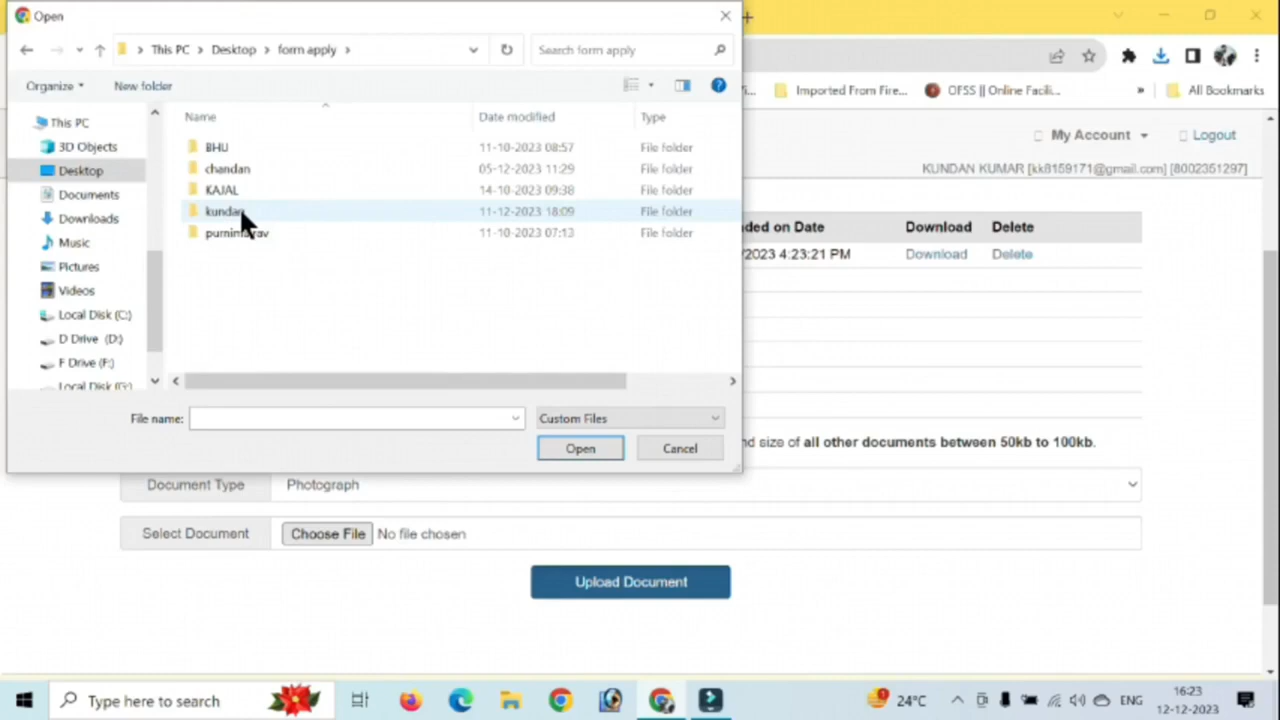 Open
This PC > Desktop > form apply >
Search form apply
Organize
New folder
This PC
3D Objects
Desktop
Documents
Downloads
Music
Pictures
Videos
Local Disk (C:)
D Drive (D:)
F Drive (F:)
Local Disk (G:)
Name Date modified Type
BHU 11-10-2023 08:57 File folder
chandan 05-12-2023 11:29 File folder
KAJAL 14-10-2023 09:38 File folder
kundan 11-12-2023 18:09 File folder
11-10-2023 07:13 File folder
File name:
Custom Files
Open Cancel
Imported From Fire...
OFSS || Online Facili...
» All Bookmarks
My Account Logout
KUNDAN KUMAR [kk8159171@gmail.com] [8002351297]
on Date Download Delete
/2023 4:23:21 PM Download Delete
size of all other documents between 50kb to 100kb.
Document Type Photograph
Select Document Choose File No file chosen
Upload Document
Type here to search
24°C
ENG
16:23
12-12-2023